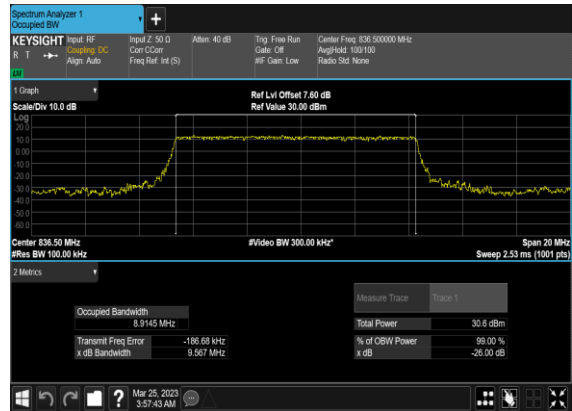 Spectrum Analyzer 1
Occupied BW
+
KEYSIGHT Input: RF Input Z: 50 Ω Atten: 40 dB Trig: Free Run Center Freq: 836.500000 MHz
R T Coupling: DC Corr CCorr Gate: Off Avg|Hold: 100/100
Align: Auto Freq Ref: Int (S) #IF Gain: Low Radio Std: None
1 Graph
Ref Lvl Offset 7.60 dB
Scale/Div 10.0 dB Ref Value 30.00 dBm
Log
20.0
10.0
0.00
-10.0
-20.0
-30.0
-40.0
-50.0
-60.0
Center 836.50 MHz #Video BW 300.00 kHz* Span 20 MHz
#Res BW 100.00 kHz Sweep 2.53 ms (1001 pts)
2 Metrics
Measure Trace Trace 1
Occupied Bandwidth
8.9145 MHz Total Power 30.6 dBm
Transmit Freq Error -186.68 kHz % of OBW Power 99.00 %
x dB Bandwidth 9.567 MHz x dB -26.00 dB
? Mar 25, 2023
3:57:43 AM